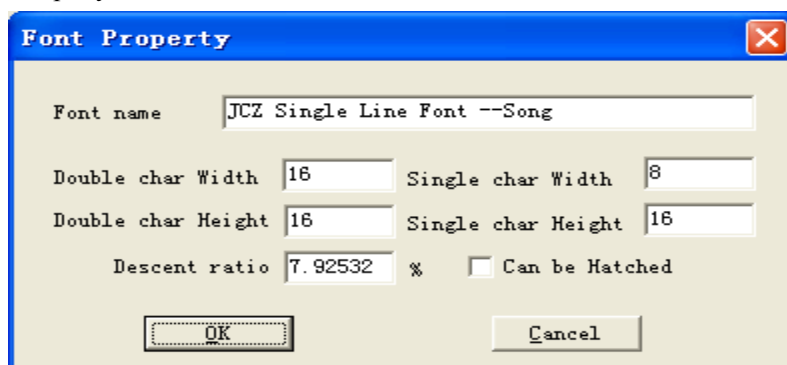 Font Property
Font name JCZ Single Line Font --Song
Double char Width 16 Single char Width 8
Double char Height 16 Single char Height 16
Descent ratio 7.92532 % Can be Hatched
OK Cancel